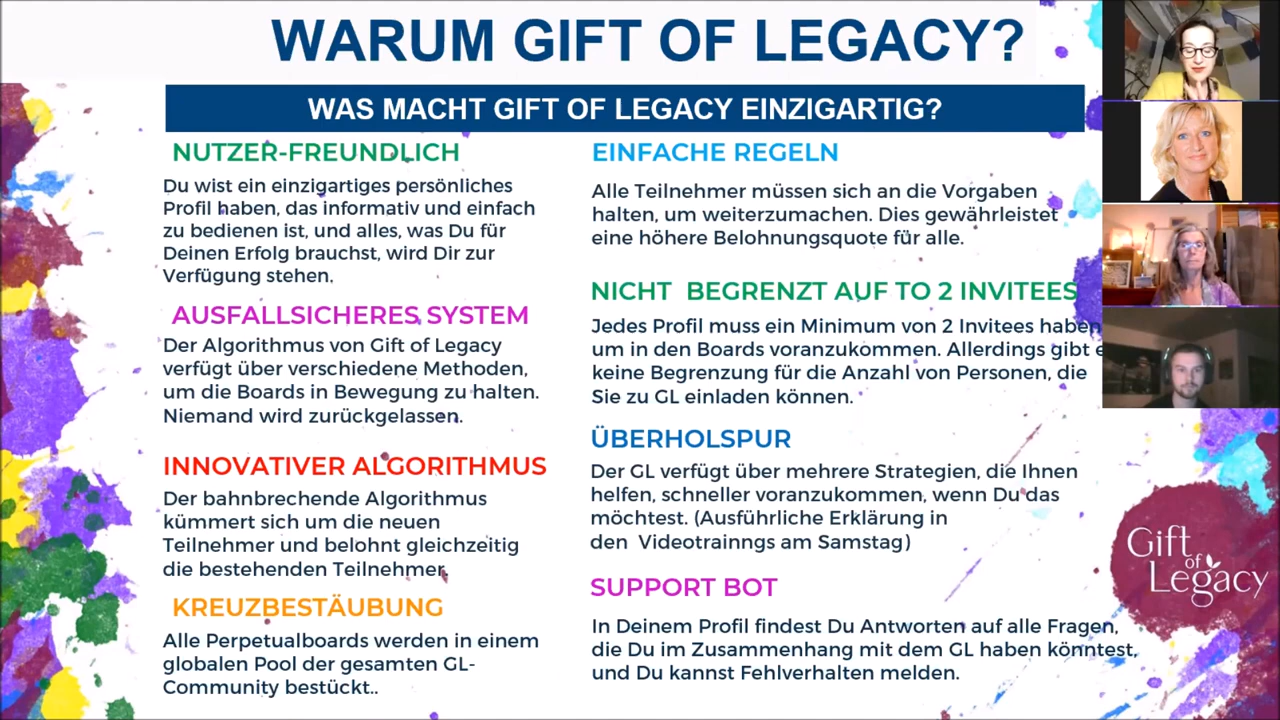 WARUM GIFT OF LEGACY?
WAS MACHT GIFT OF LEGACY EINZIGARTIG?
NUTZER-FREUNDLICH
Du wist ein einzigartiges persönliches
Profil haben, das informativ und einfach
zu bedienen ist, und alles, was Du für
Deinen Erfolg brauchst, wird Dir zur
Verfügung stehen.
AUSFALLSICHERES SYSTEM
Der Algorithmus von Gift of Legacy
verfügt über verschiedene Methoden,
um die Boards in Bewegung zu halten.
Niemand wird zurückgelassen.
INNOVATIVER ALGORITHMUS
Der bahnbrechende Algorithmus
kümmert sich um die neuen
Teilnehmer und belohnt gleichzeitig
die bestehenden Teilnehmer.
KREUZBESTÄUBUNG
Alle Perpetualboards werden in einem
globalen Pool der gesamten GL-
Community bestückt..
EINFACHE REGELN
Alle Teilnehmer müssen sich an die Vorgaben
halten, um weiterzumachen. Dies gewährleistet
eine höhere Belohnungsquote für alle.
NICHT BEGRENZT AUF TO 2 INVITEES
Jedes Profil muss ein Minimum von 2 Invitees haben
um in den Boards voranzukommen. Allerdings gibt
keine Begrenzung für die Anzahl von Personen, die
Sie zu GL einladen können.
ÜBERHOLSPUR
Der GL verfügt über mehrere Strategien, die Ihnen
helfen, schneller voranzukommen, wenn Du das
möchtest. (Ausführliche Erklärung in
den Videotrainngs am Samstag)
SUPPORT BOT
In Deinem Profil findest Du Antworten auf alle Fragen,
die Du im Zusammenhang mit dem GL haben könntest,
und Du kannst Fehlverhalten melden.
Gift
of
Legacy